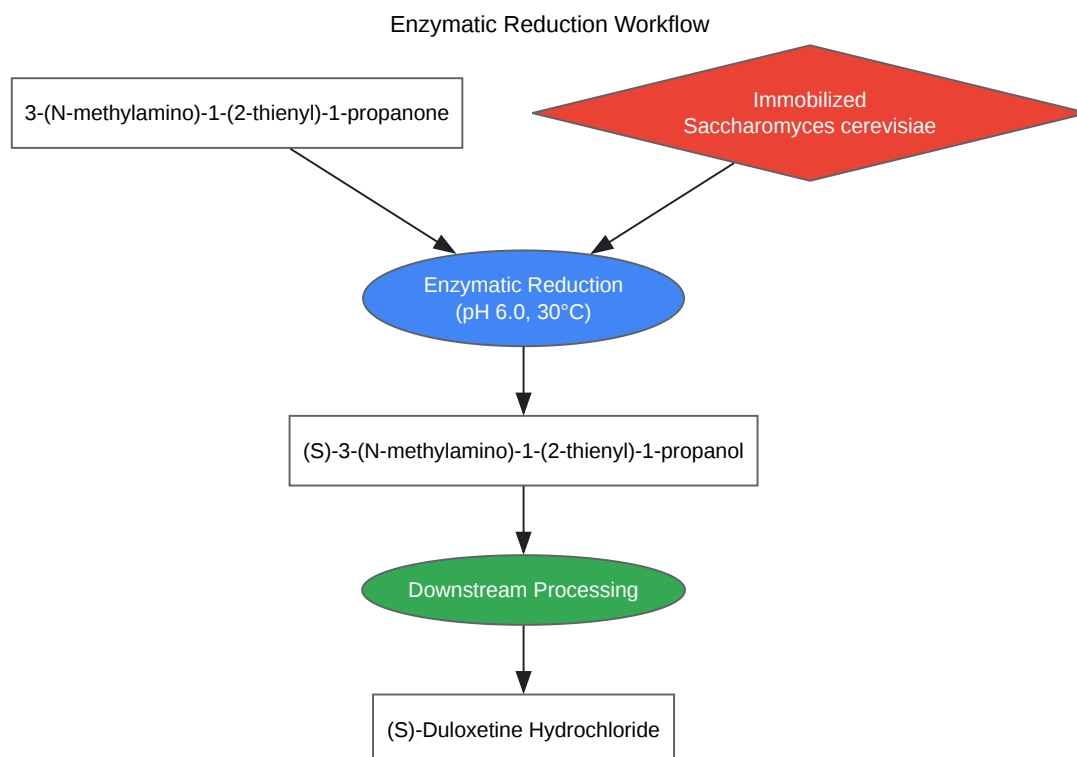 Enzymatic Reduction Workflow
3-(N-methylamino)-1-(2-thienyl)-1-propanone
Immobilized
Saccharomyces cerevisiae
Enzymatic Reduction
(pH 6.0, 30°C)
(S)-3-(N-methylamino)-1-(2-thienyl)-1-propanol
Downstream Processing
(S)-Duloxetine Hydrochloride